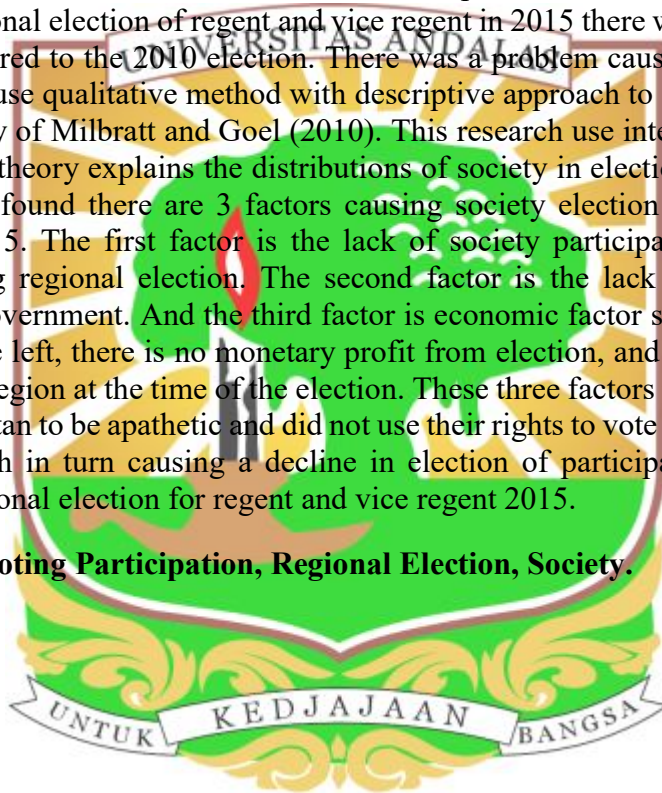 onal election of regent and vice regent in 2015 there w
UNIVERSITAS ANDALAS
red to the 2010 election. There was a problem caus
use qualitative method with descriptive approach to
y of Milbratt and Goel (2010). This research use inte
theory explains the distributions of society in electio
found there are 3 factors causing society election
5. The first factor is the lack of society participa
g regional election. The second factor is the lack
overnment. And the third factor is economic factor s
e left, there is no monetary profit from election, and
egion at the time of the election. These three factors
tan to be apathetic and did not use their rights to vote
h in turn causing a decline in election of participa
onal election for regent and vice regent 2015.
oting Participation, Regional Election, Society.
UNTUK KEDJAJAAN BANGSA